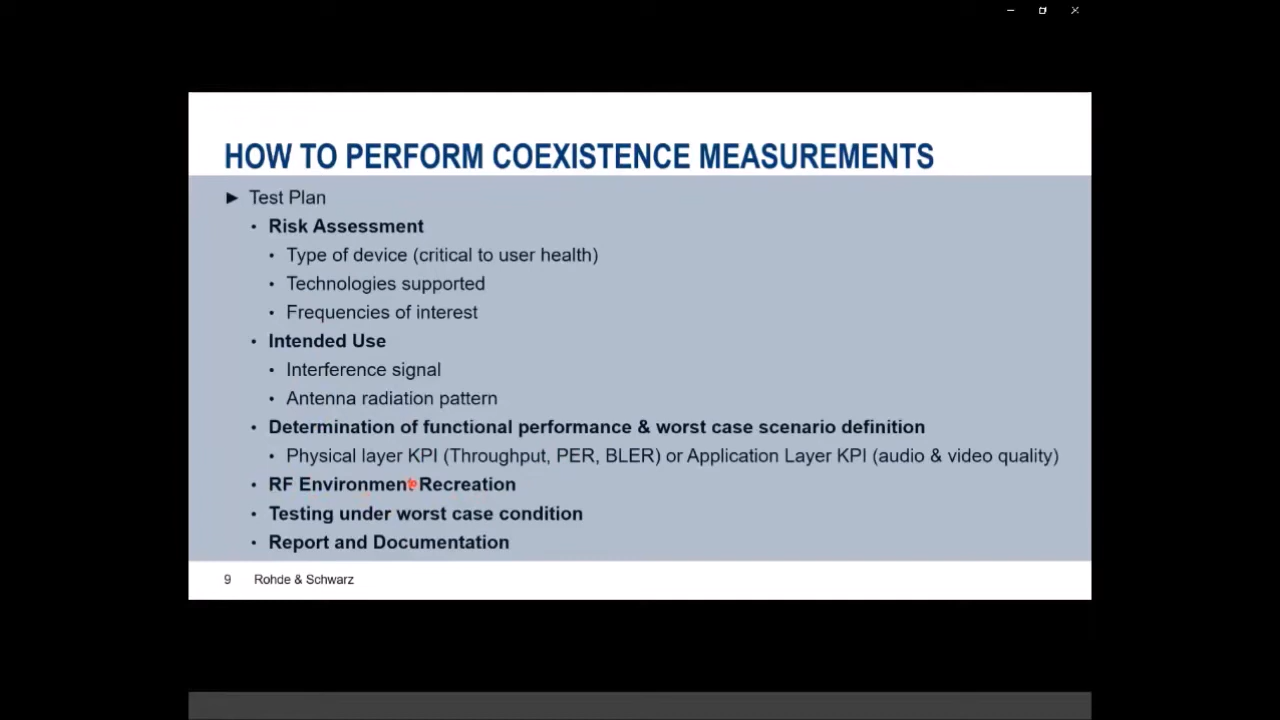 HOW TO PERFORM COEXISTENCE MEASUREMENTS
► Test Plan
• Risk Assessment
• Type of device (critical to user health)
• Technologies supported
• Frequencies of interest
• Intended Use
• Interference signal
• Antenna radiation pattern
• Determination of functional performance & worst case scenario definition
• Physical layer KPI (Throughput, PER, BLER) or Application Layer KPI (audio & video quality)
• RF Environment Recreation
• Testing under worst case condition
• Report and Documentation
9 Rohde & Schwarz